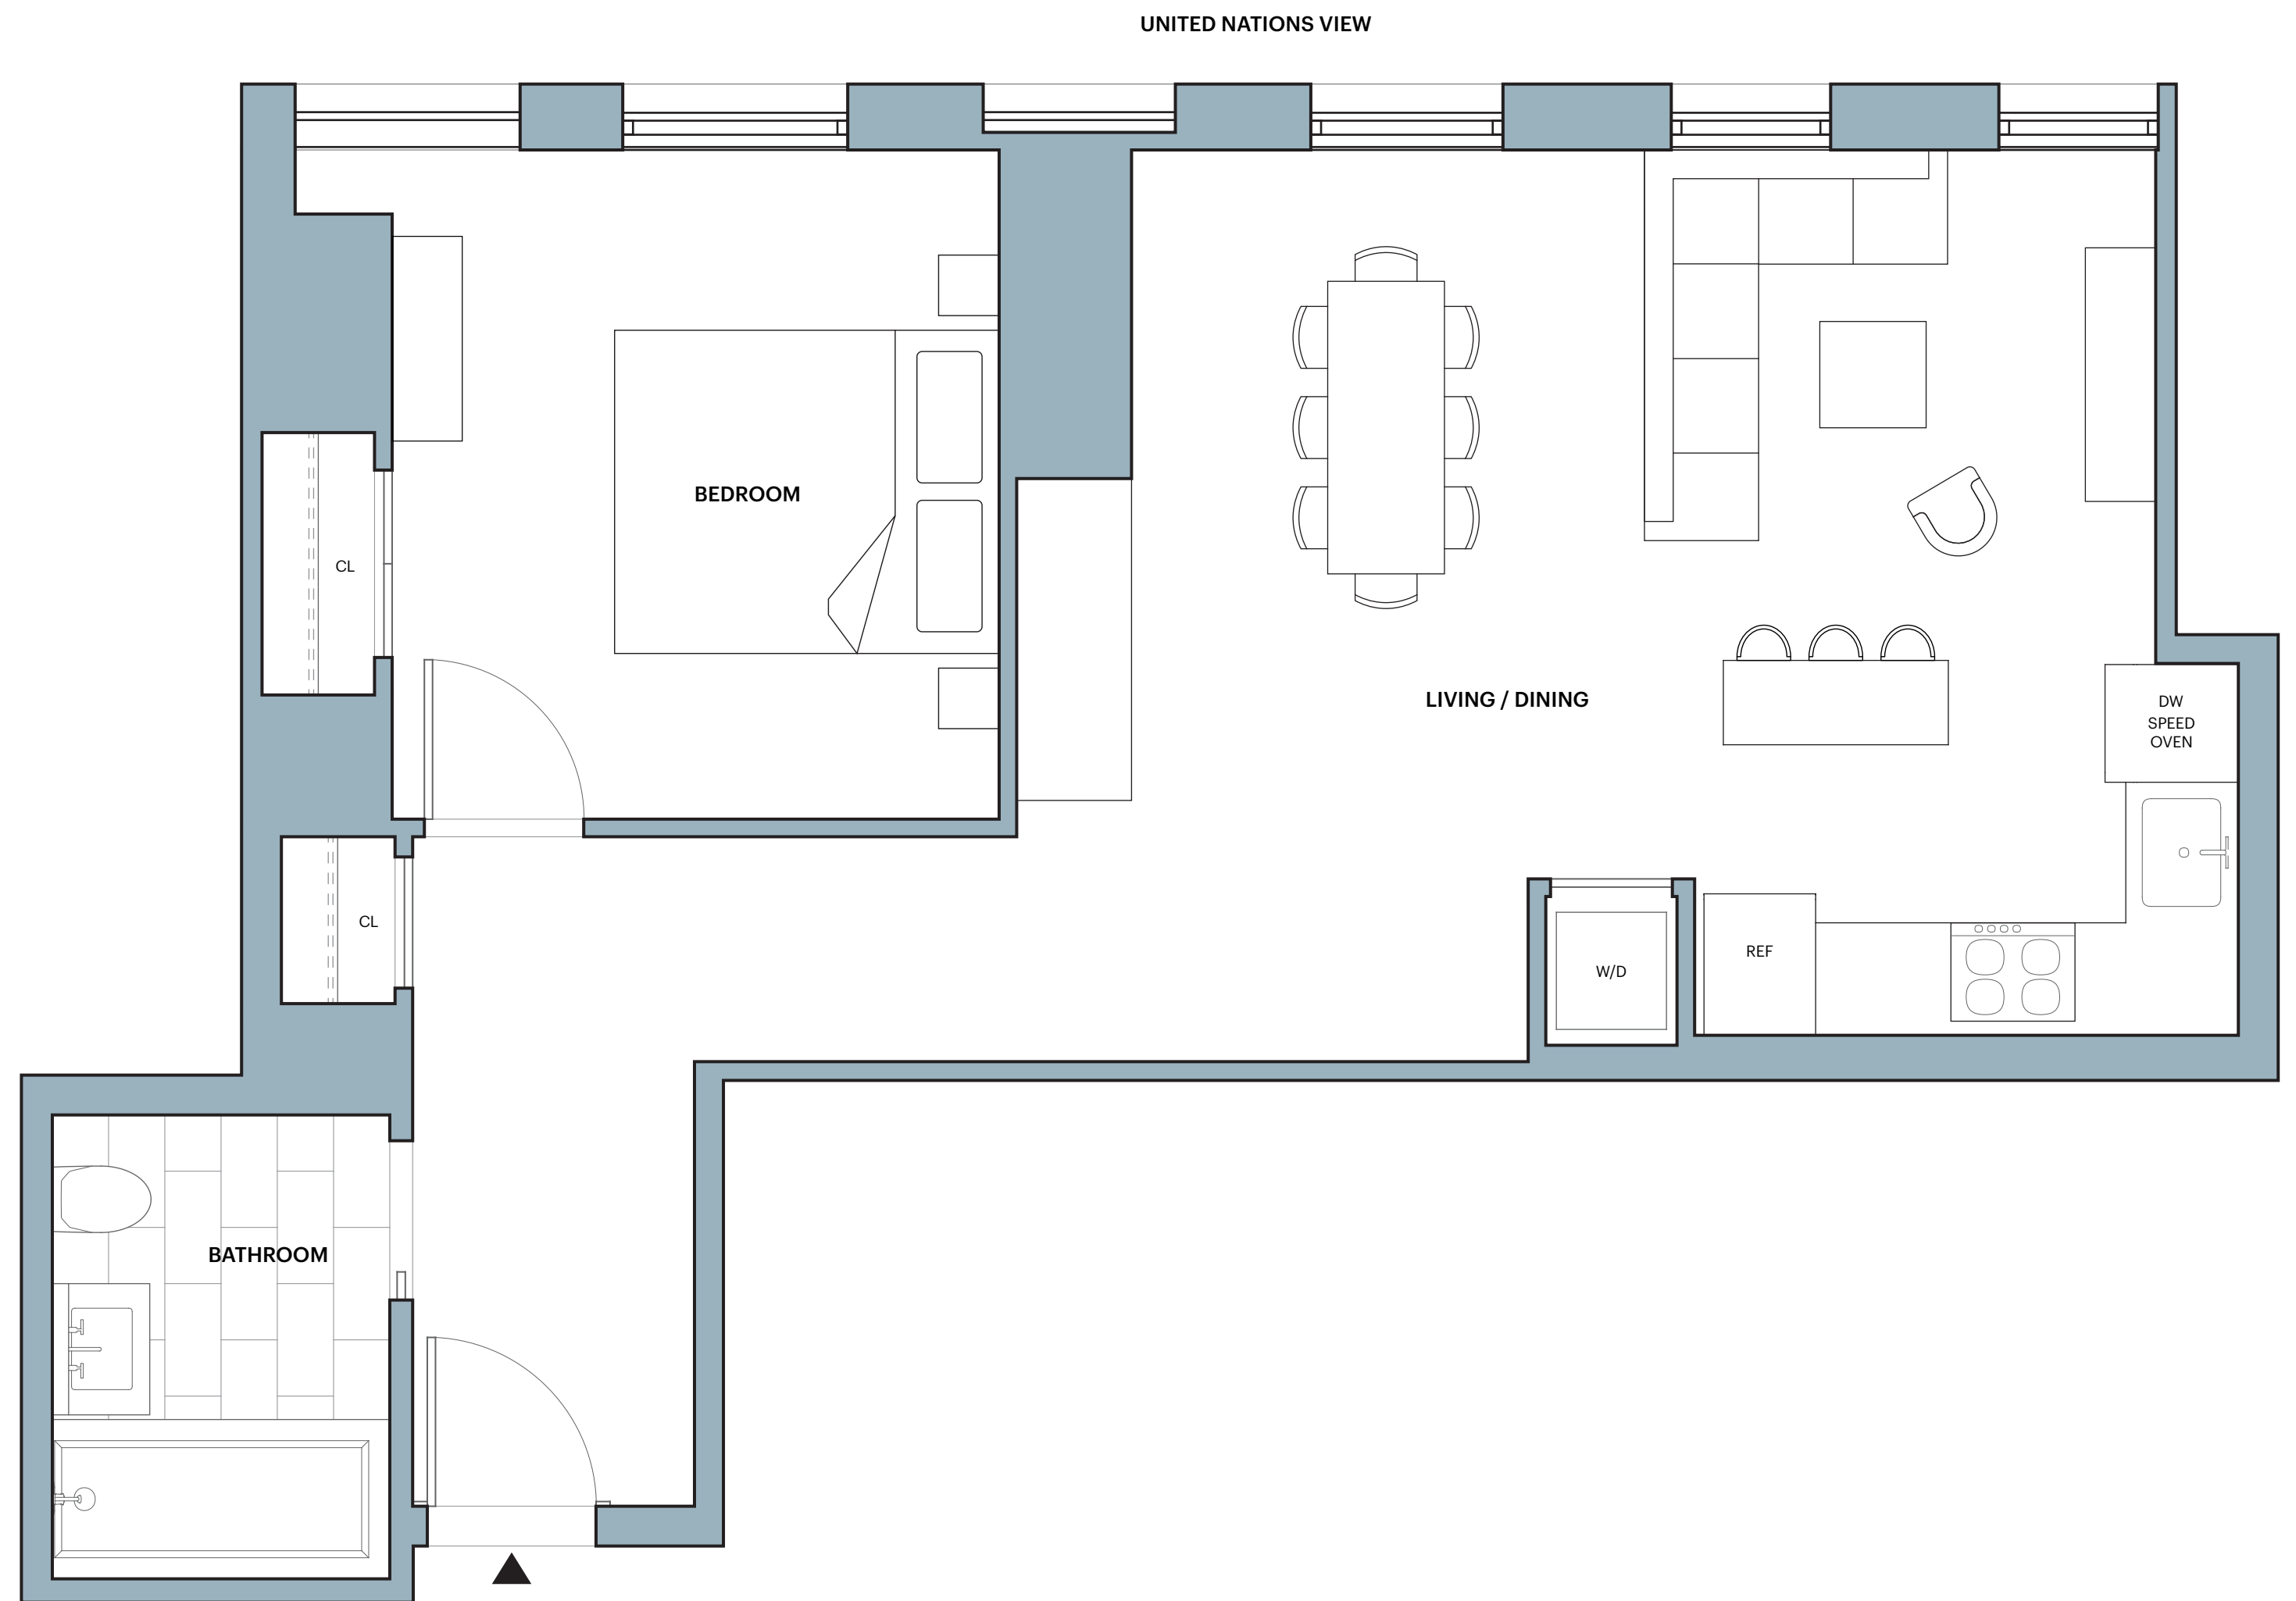 UNITED NATIONS VIEW
BEDROOM
CL
LIVING / DINING
DW
SPEED
OVEN
CL
REF
W/D
BATHROOM